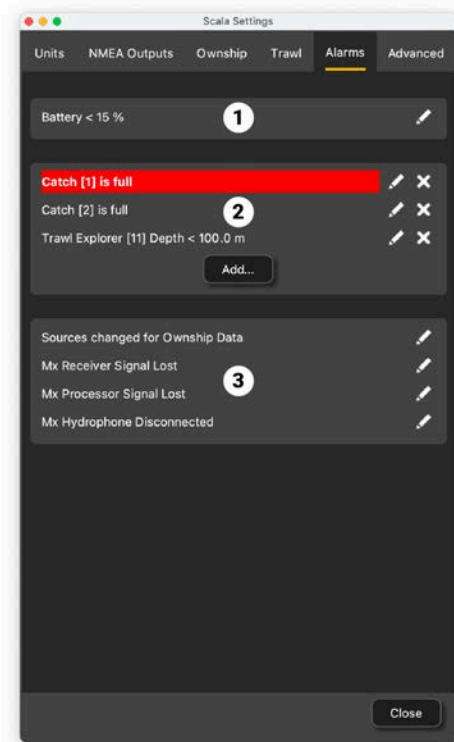 Scala Settings
Units NMEA Outputs Ownship Trawl Alarms Advanced
Battery < 15 % 1
Catch [1] is full
Catch [2] is full 2
Trawl Explorer [11] Depth < 100.0 m
Add...
Sources changed for Ownship Data
Mx Receiver Signal Lost
3
Mx Processor Signal Lost
Mx Hydrophone Disconnected
Close